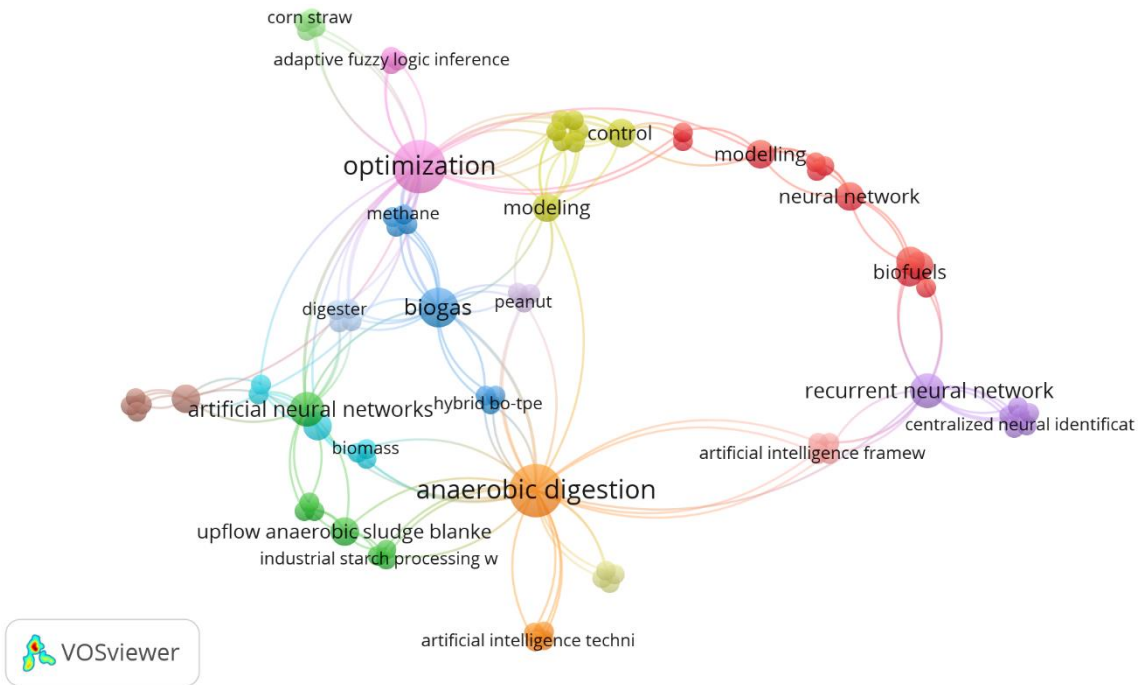 corn straw
adaptive fuzzy logic inference
control
optimization
modelling
neural network
methane
modeling
biofuels
digester
biogas
peanut
recurrent neural network
artificial neural networks
hybrid bo-tpe
centralized neural identificat
biomass
artificial intelligence framew
anaerobic digestion
upflow anaerobic sludge blanke
industrial starch processing w
artificial intelligence techni
VOSviewer